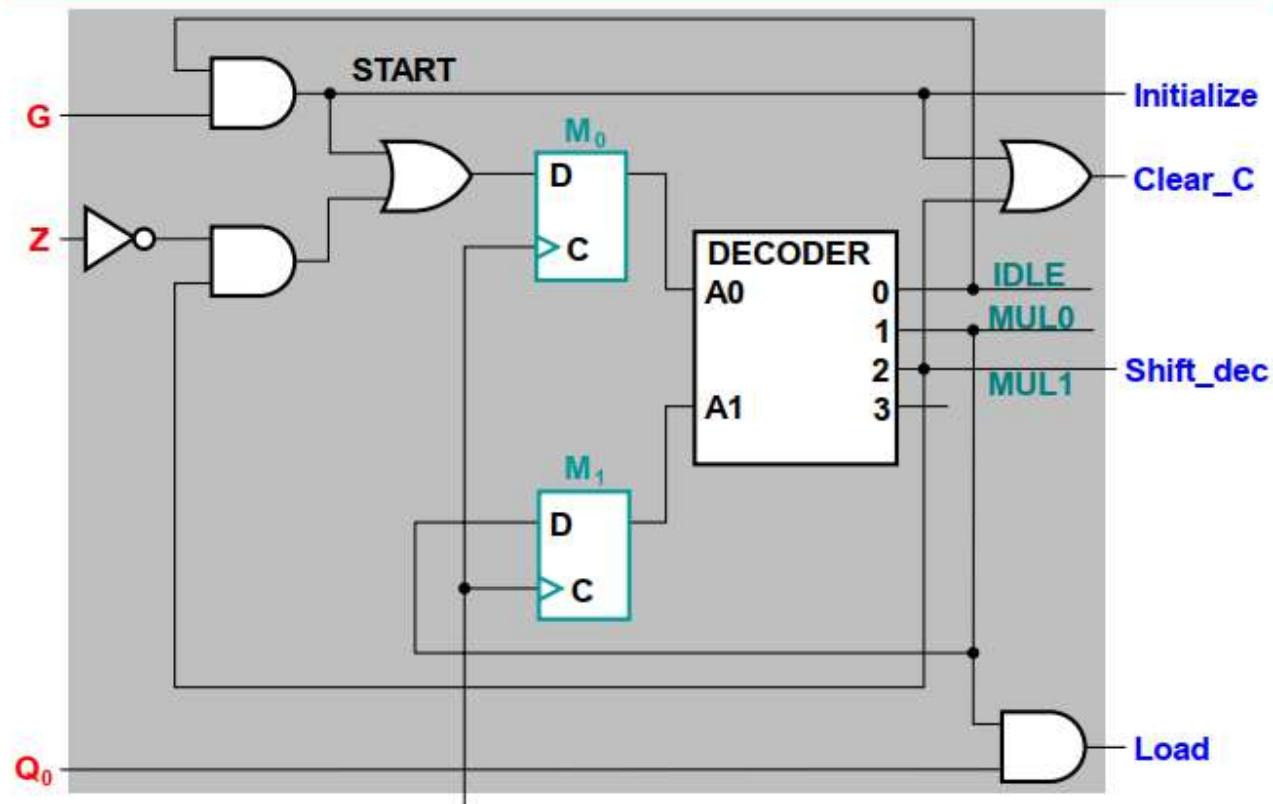 START
Initialize
G
M₀
D
C
Clear_C
Z
DECODER
A0
A1
0
1
2
3
IDLE
MUL0
MUL1
Shift_dec
M₁
D
C
Load
Q₀